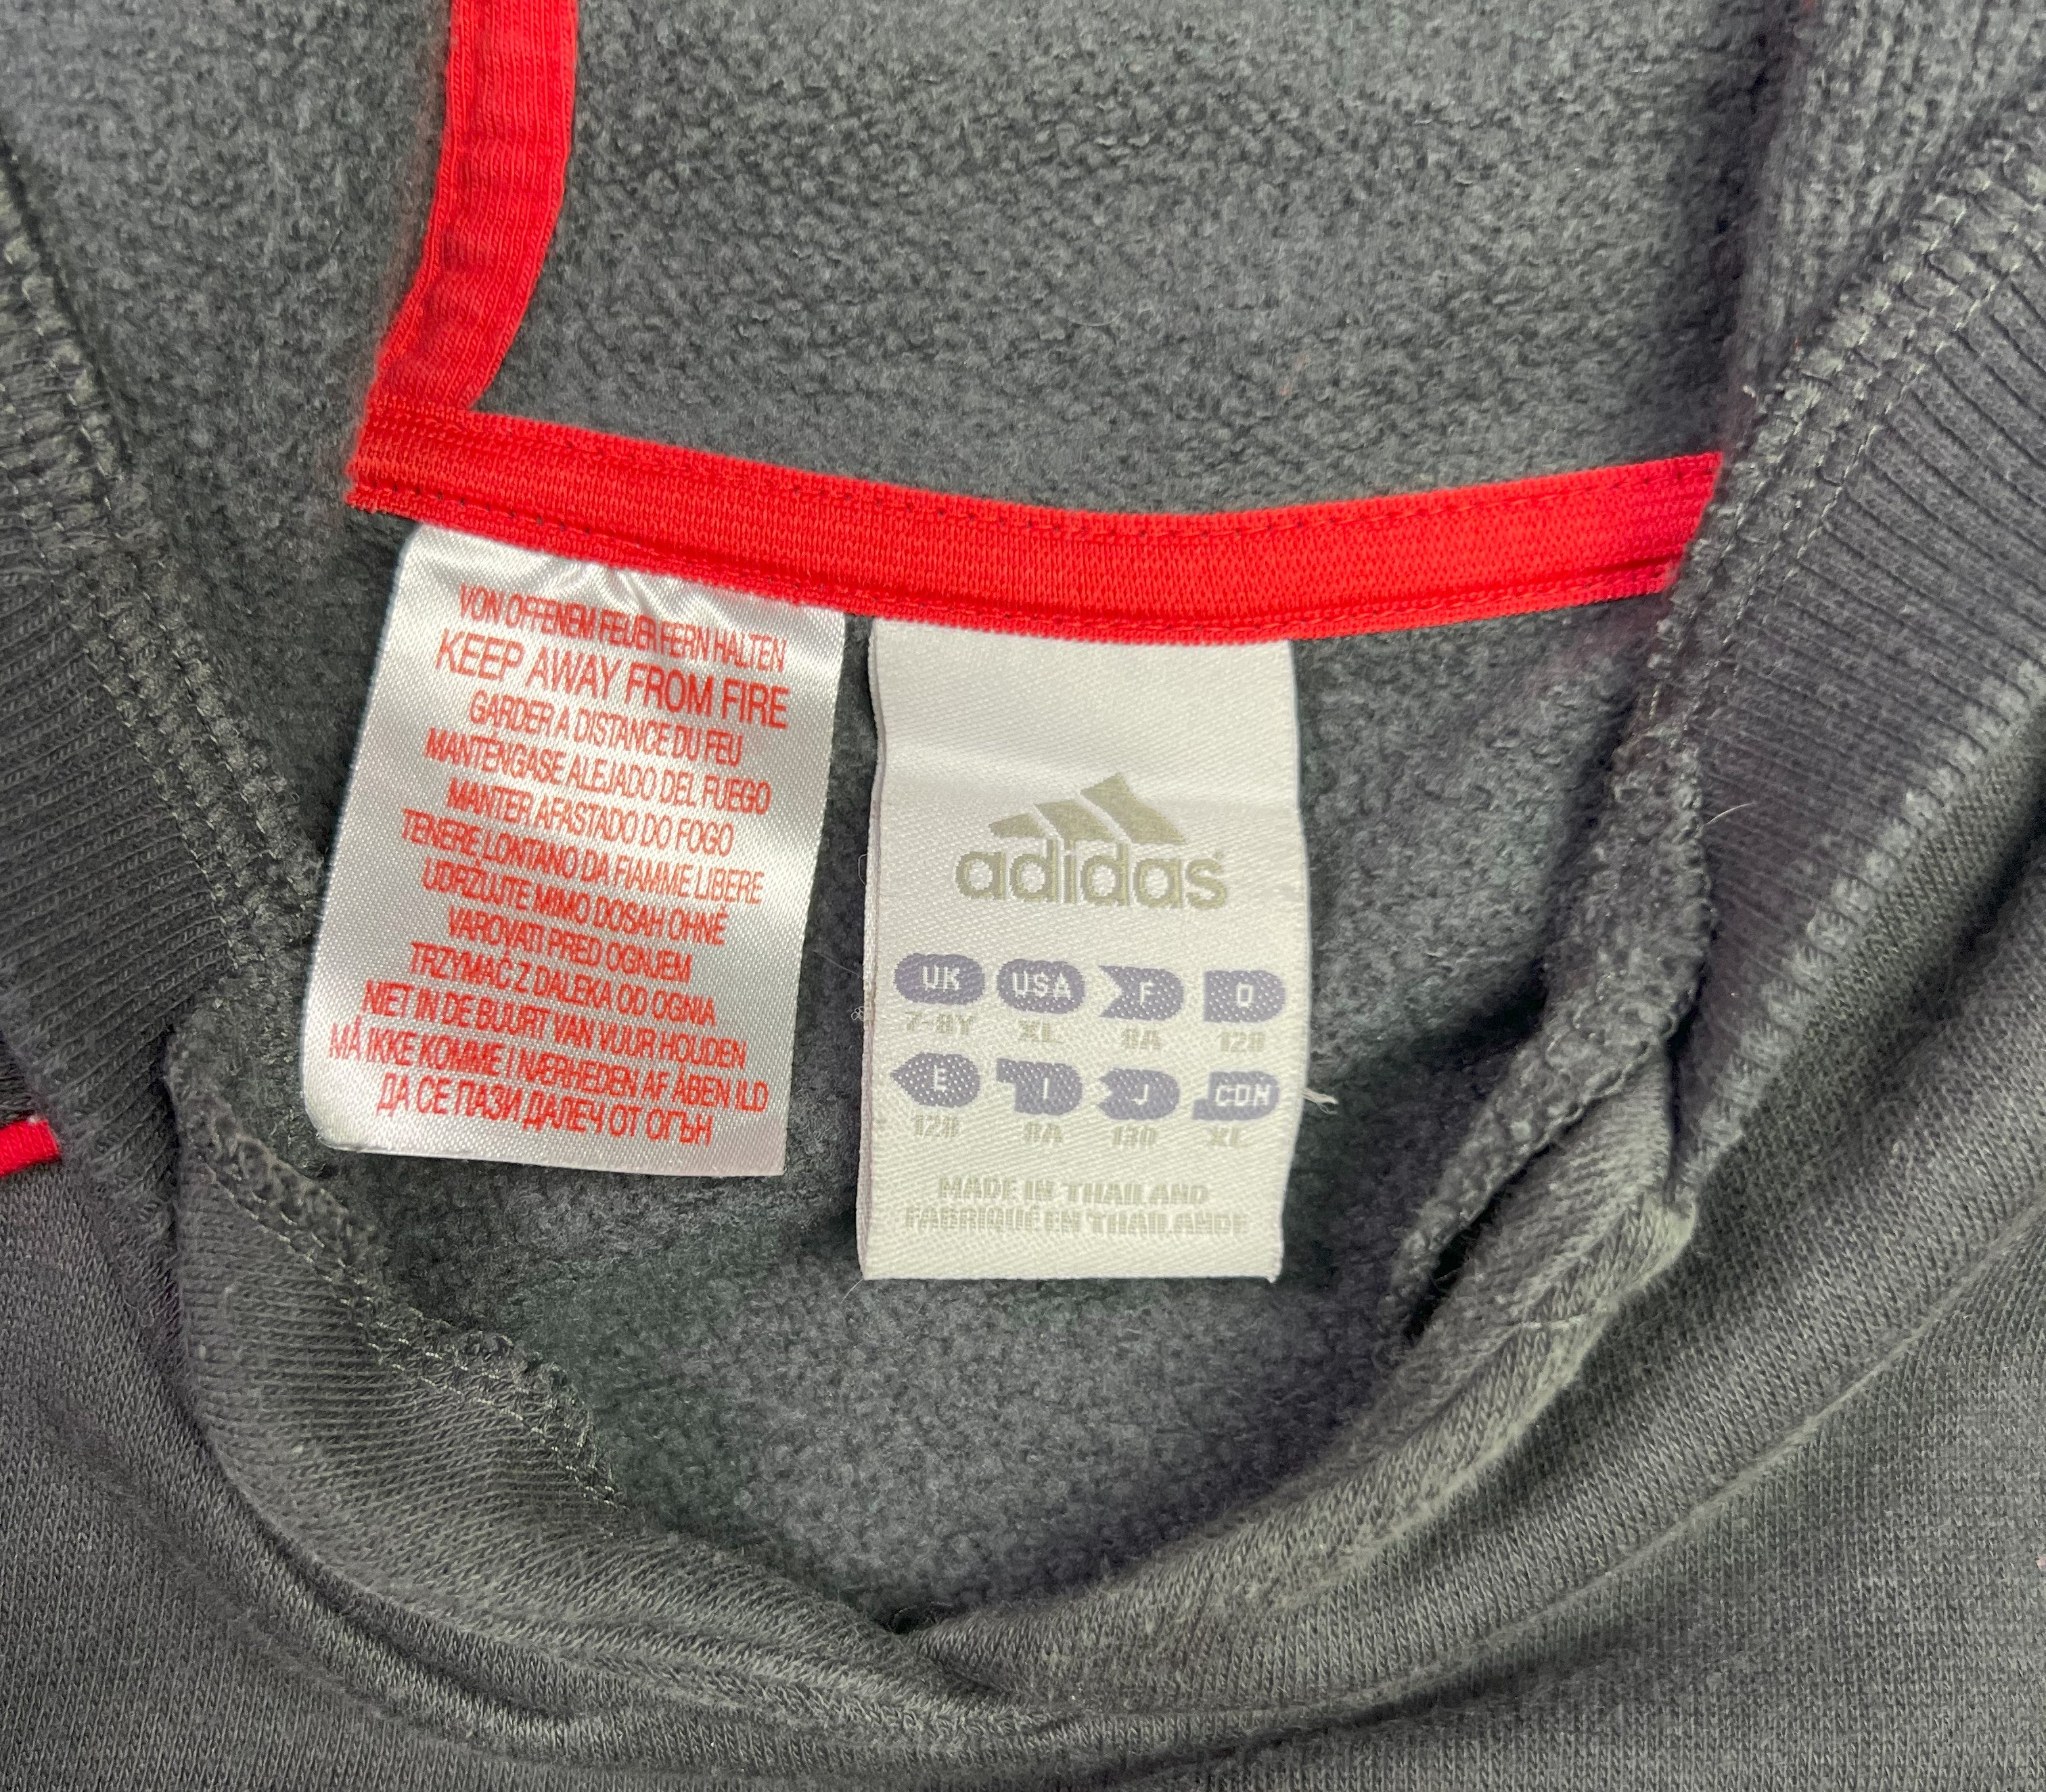 VON OFFENEM FEUER FERN HALTEN
KEEP AWAY FROM FIRE
GARDER A DISTANCE DU FEU
MANTENGASE ALEJADO DEL FUEGO
MANTER AFASTADO DO FOGO
TENERE LONTANO DA FIAMME LIBERE
UDRŽUJTE MIMO DOSAH OHNĚ
VAROVATI PRED OGNJEM
TRZYMAĆ Z DALEKA OD OGNIA
NIET IN DE BUURT VAN VUUR HOUDEN
MÅ IKKE KOMME I NÆRHEDEN AF ÅBEN ILD
ДА СЕ ПАЗИ ДАЛЕЧ ОТ ОГЪН
adidas®
UK USA F D
7-8Y XL 8A 128
E I J CDN
128 8A 130 XL
MADE IN THAILAND
FABRIQUÉ EN THAILANDE